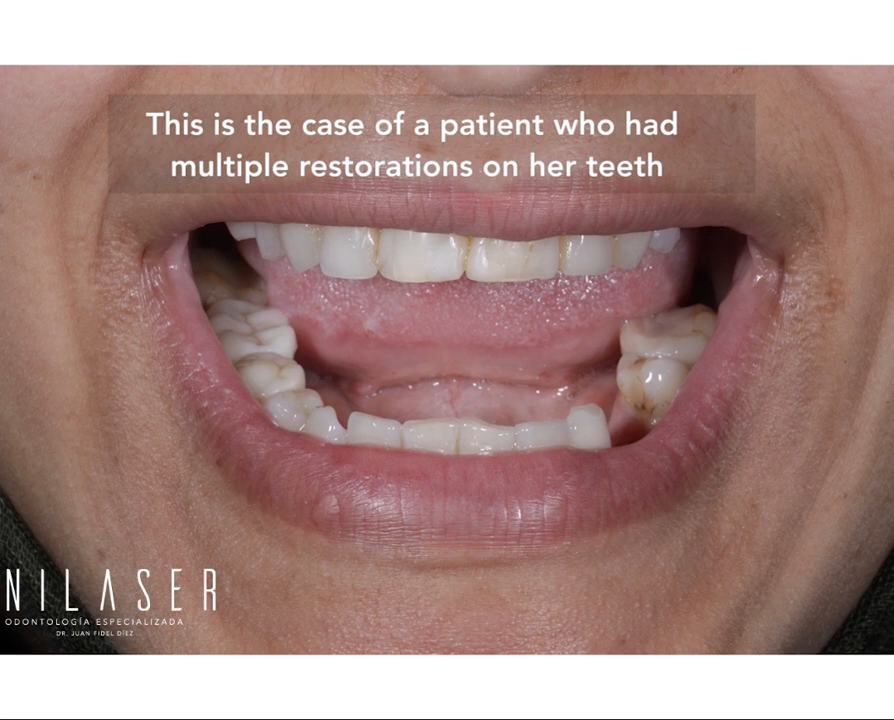 This is the case of a patient who had
multiple restorations on her teeth
NILASER
ODONTOLOGÍA ESPECIALIZADA
DR. JUAN FIDEL DÍEZ